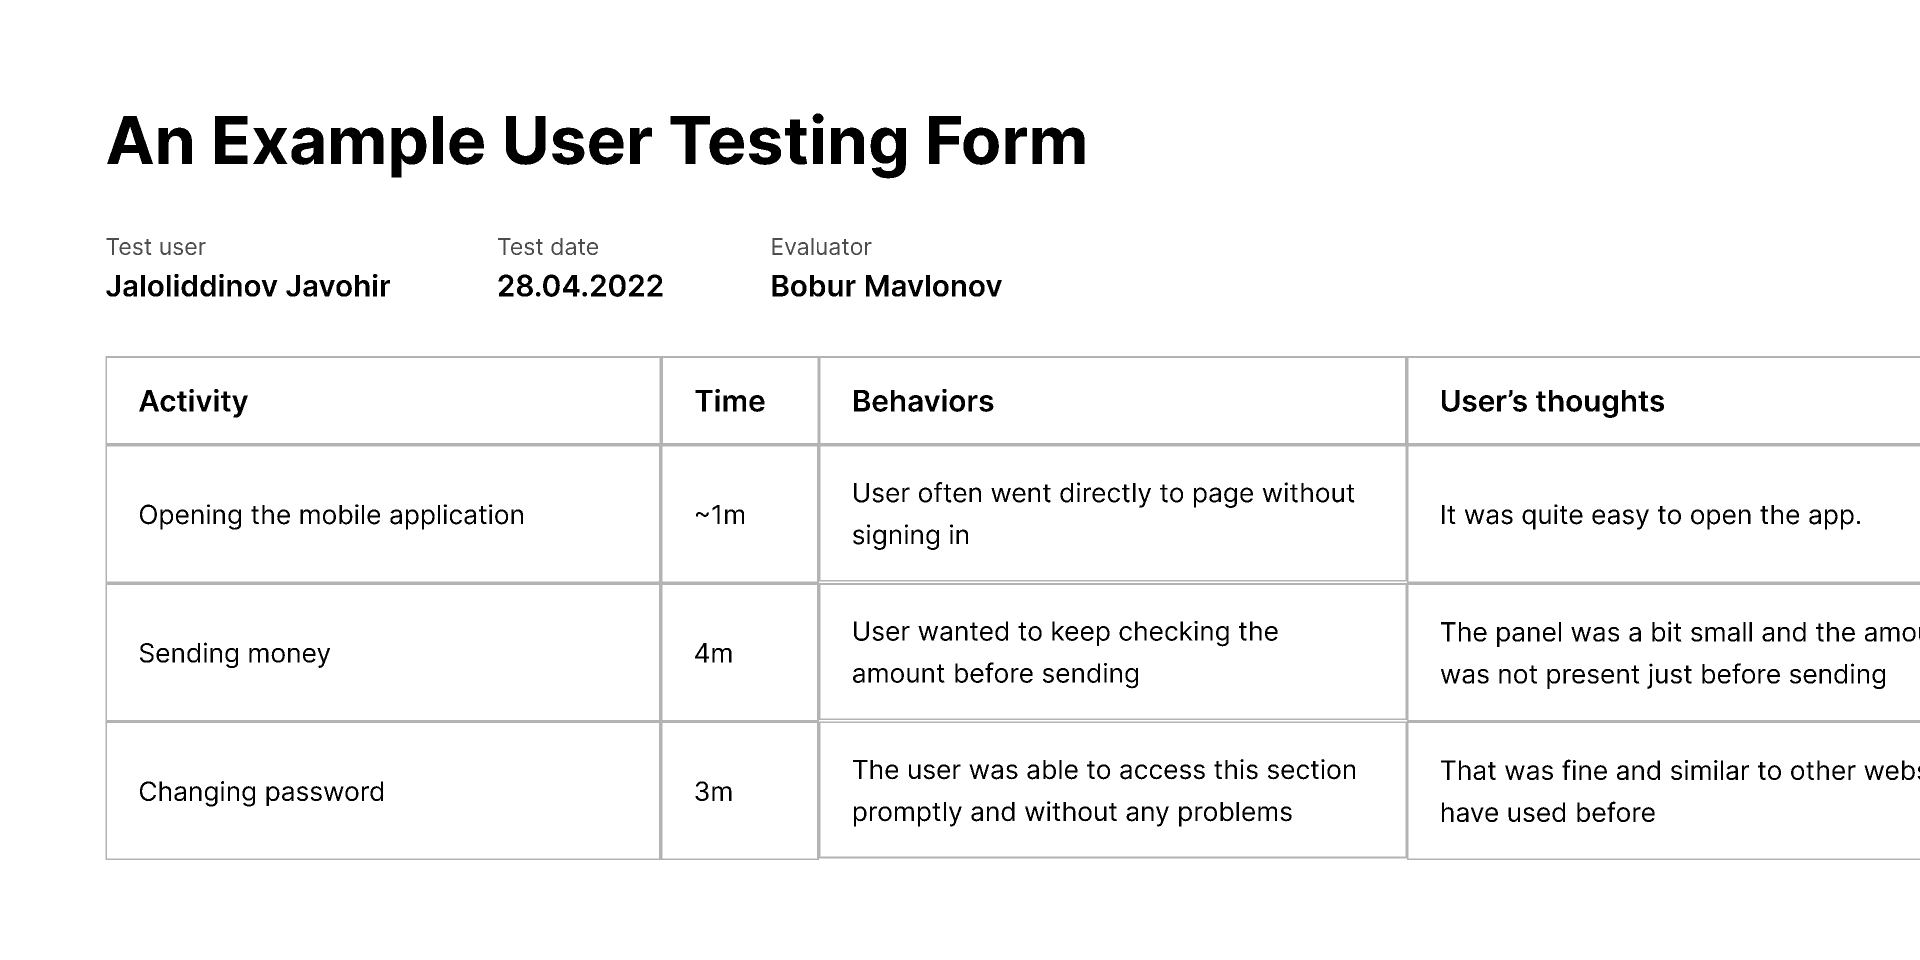 An Example User Testing Form
Test user
Jaloliddinov Javohir
Test date
28.04.2022
Evaluator
Bobur Mavlonov
Activity
Time
Behaviors
User’s thoughts
Opening the mobile application
~1m
User often went directly to page without
signing in
It was quite easy to open the app.
Sending money
4m
User wanted to keep checking the
amount before sending
The panel was a bit small and the
was not present just before sending
Changing password
3m
The user was able to access this section
promptly and without any problems
That was fine and similar to other
have used before